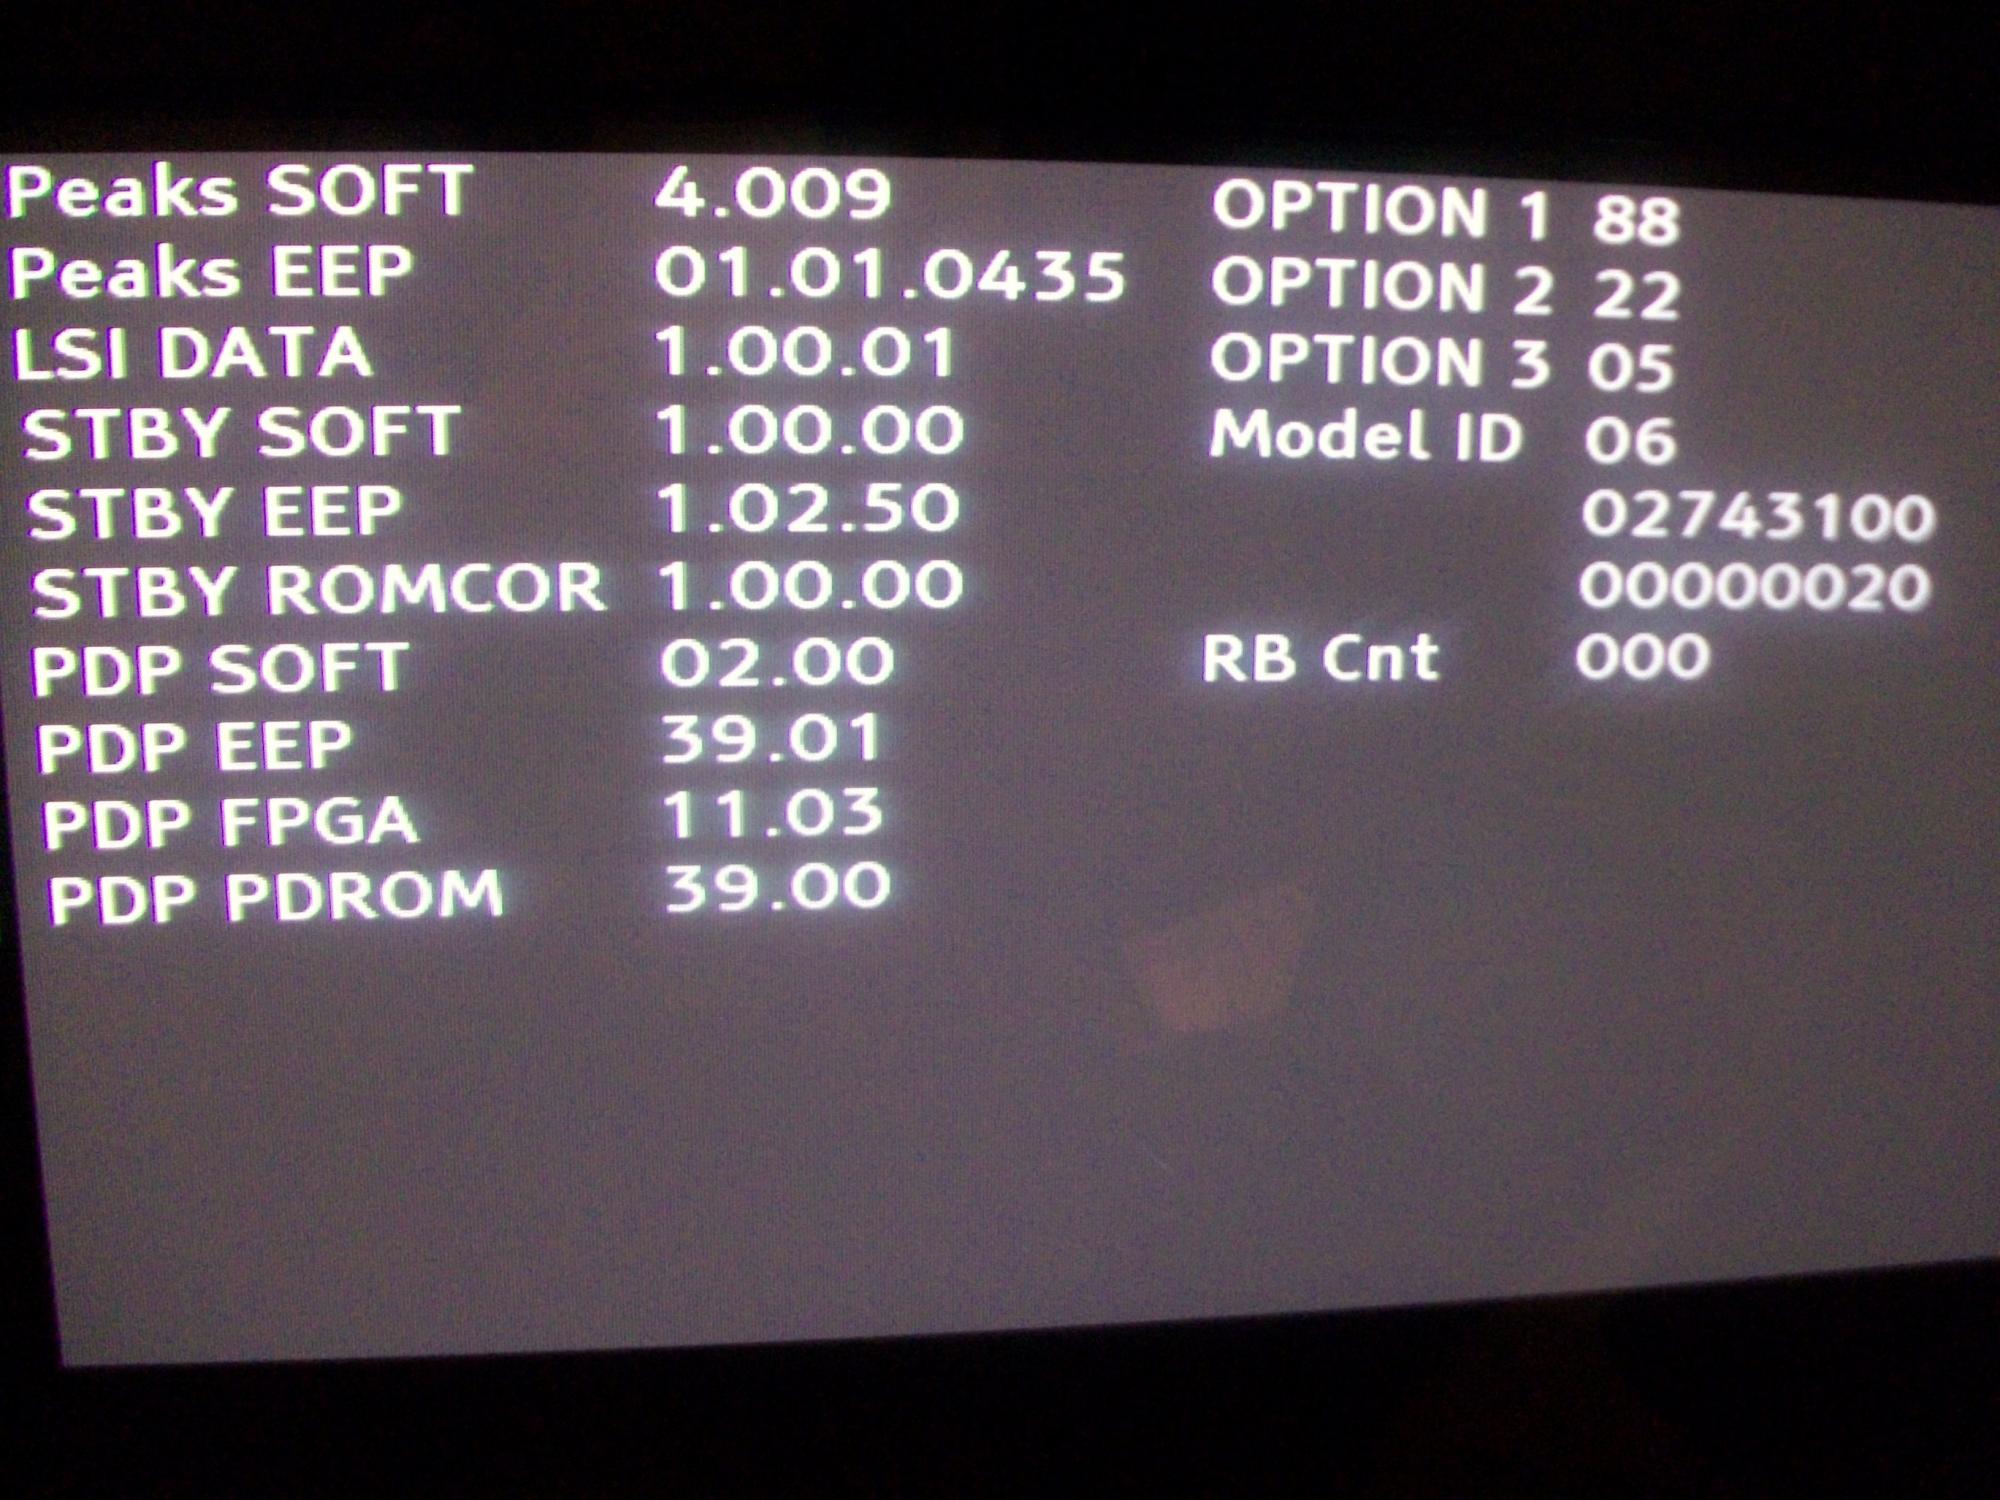 Peaks SOFT 4.009 OPTION 1 88
Peaks EEP 01.01.0435 OPTION 2 22
LSI DATA 1.00.01 OPTION 3 05
STBY SOFT 1.00.00 Model ID 06
STBY EEP 1.02.50 02743100
STBY ROMCOR 1.00.00 00000020
PDP SOFT 02.00 RB Cnt 000
PDP EEP 39.01
PDP FPGA 11.03
PDP PDROM 39.00